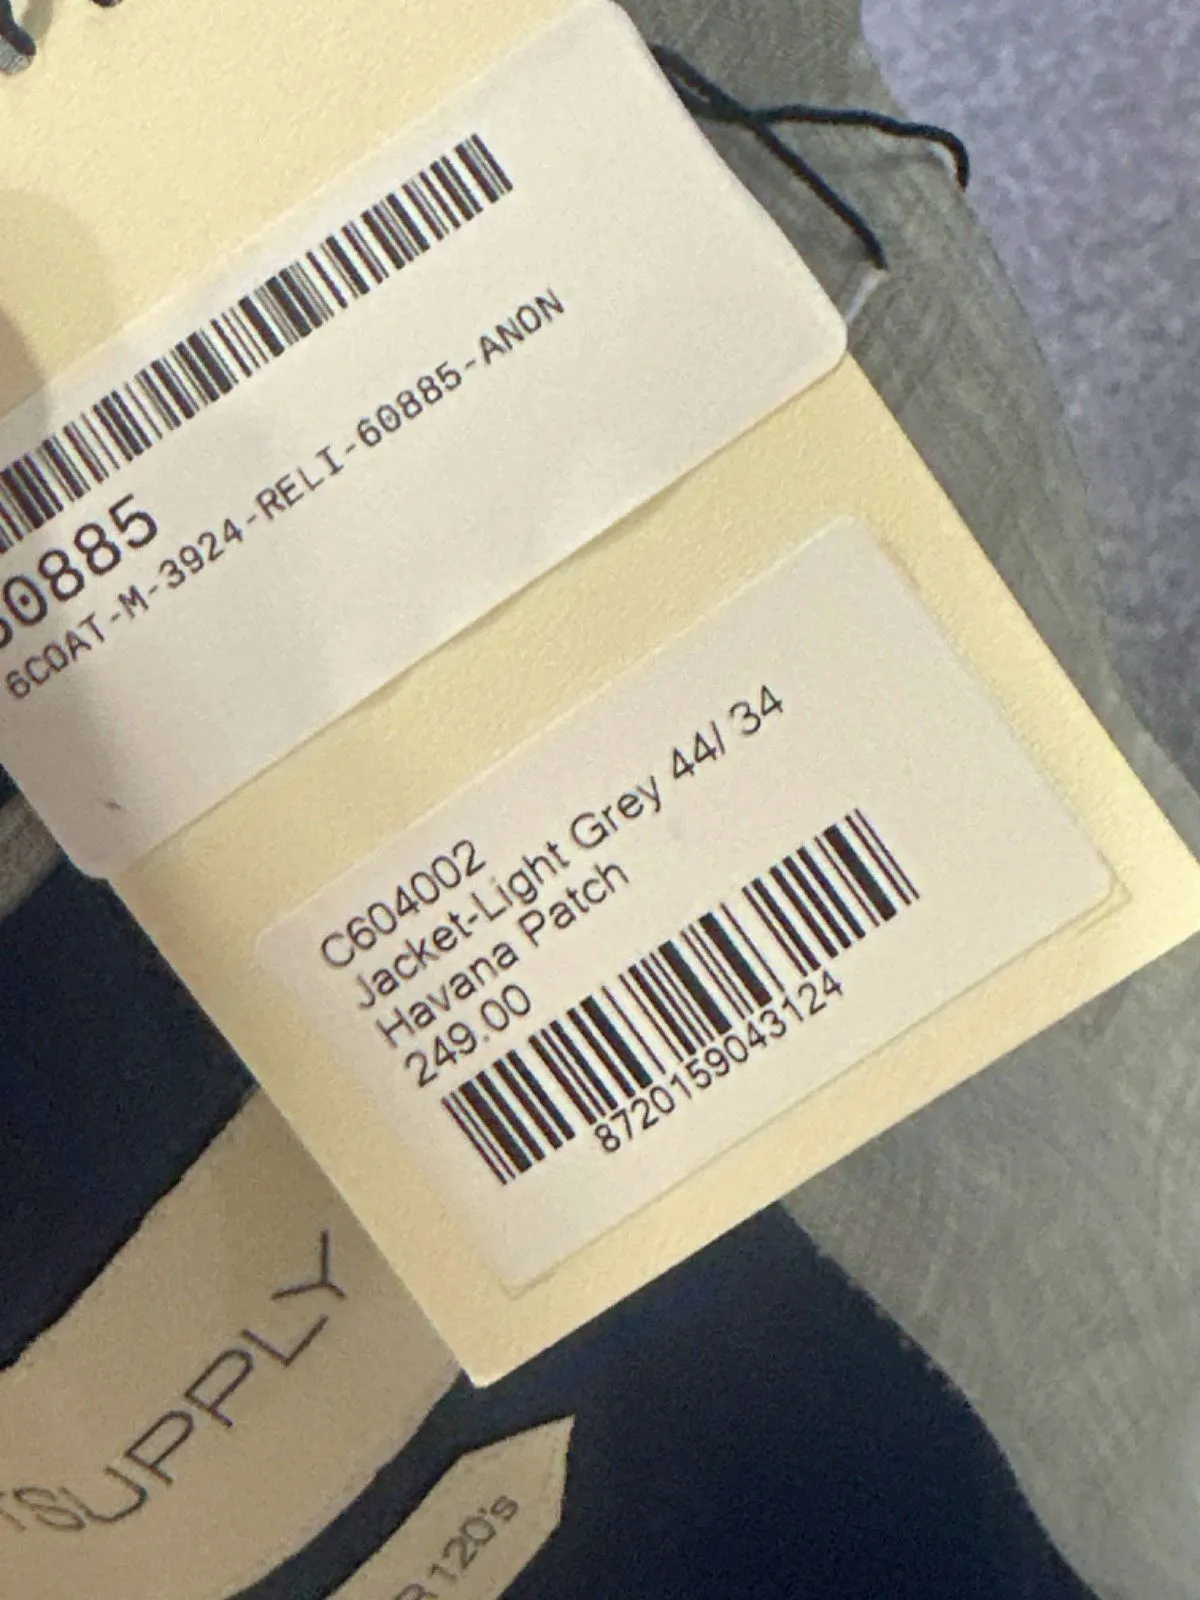 60885
6COAT-M-3924-RELI-60885-ANON
C604002
Jacket-Light Grey 44/ 34
Havana Patch
249.00
8720159043124
SUPPLY
120's